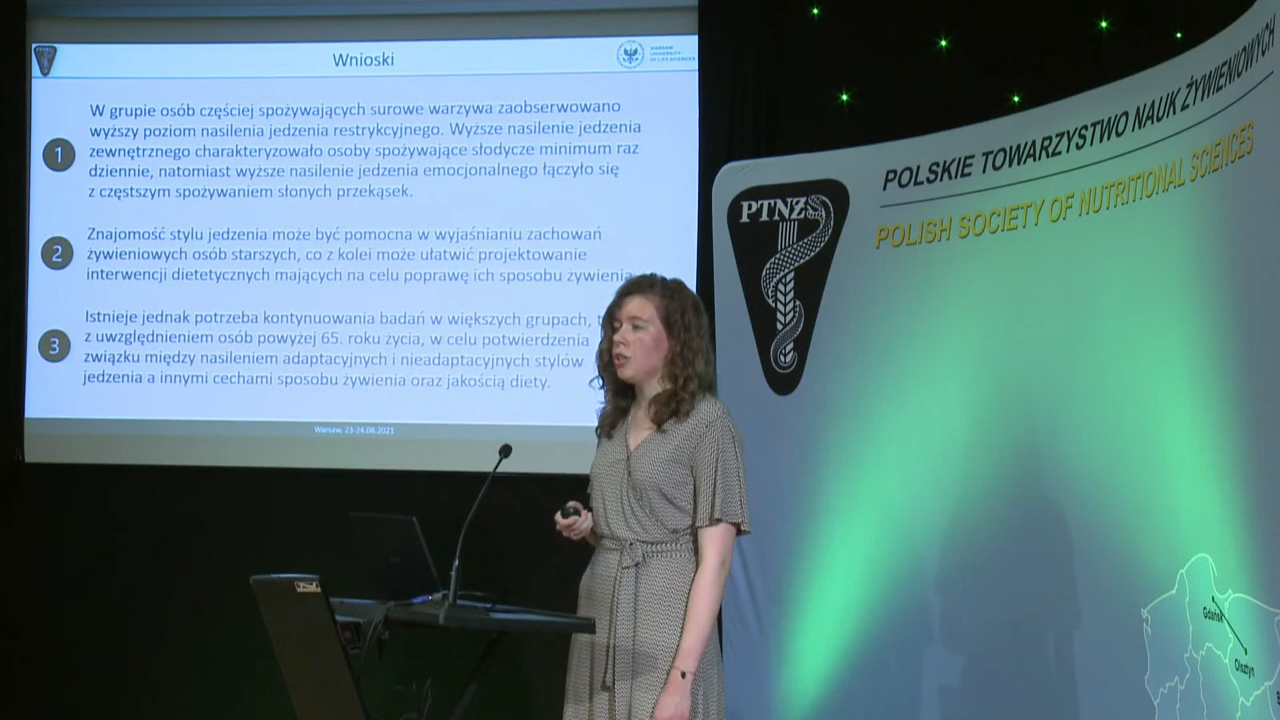 PTNŻ
Wnioski
WARSAW
UNIVERSITY
OF LIFE SCIENCES
1
W grupie osób częściej spożywających surowe warzywa zaobserwowano
wyższy poziom nasilenia jedzenia restrykcyjnego. Wyższe nasilenie jedzenia
zewnętrznego charakteryzowało osoby spożywające słodycze minimum raz
dziennie, natomiast wyższe nasilenie jedzenia emocjonalnego łączyło się
z częstszym spożywaniem słonych przekąsek.
2
Znajomość stylu jedzenia może być pomocna w wyjaśnianiu zachowań
żywieniowych osób starszych, co z kolei może ułatwić projektowanie
interwencji dietetycznych mających na celu poprawę ich sposobu żywienia.
3
Istnieje jednak potrzeba kontynuowania badań w większych grupach,
z uwzględnieniem osób powyżej 65. roku życia, w celu potwierdzenia
związku między nasileniem adaptacyjnych i nieadaptacyjnych stylów
jedzenia a innymi cechami sposobu żywienia oraz jakością diety.
Warsaw, 23-24.06.2021
POLSKIE TOWARZYSTWO NAUK ŻYWIENIOWYCH
POLISH SOCIETY OF NUTRITIONAL SCIENCES
PTNŻ
Gdańsk
Olsztyn